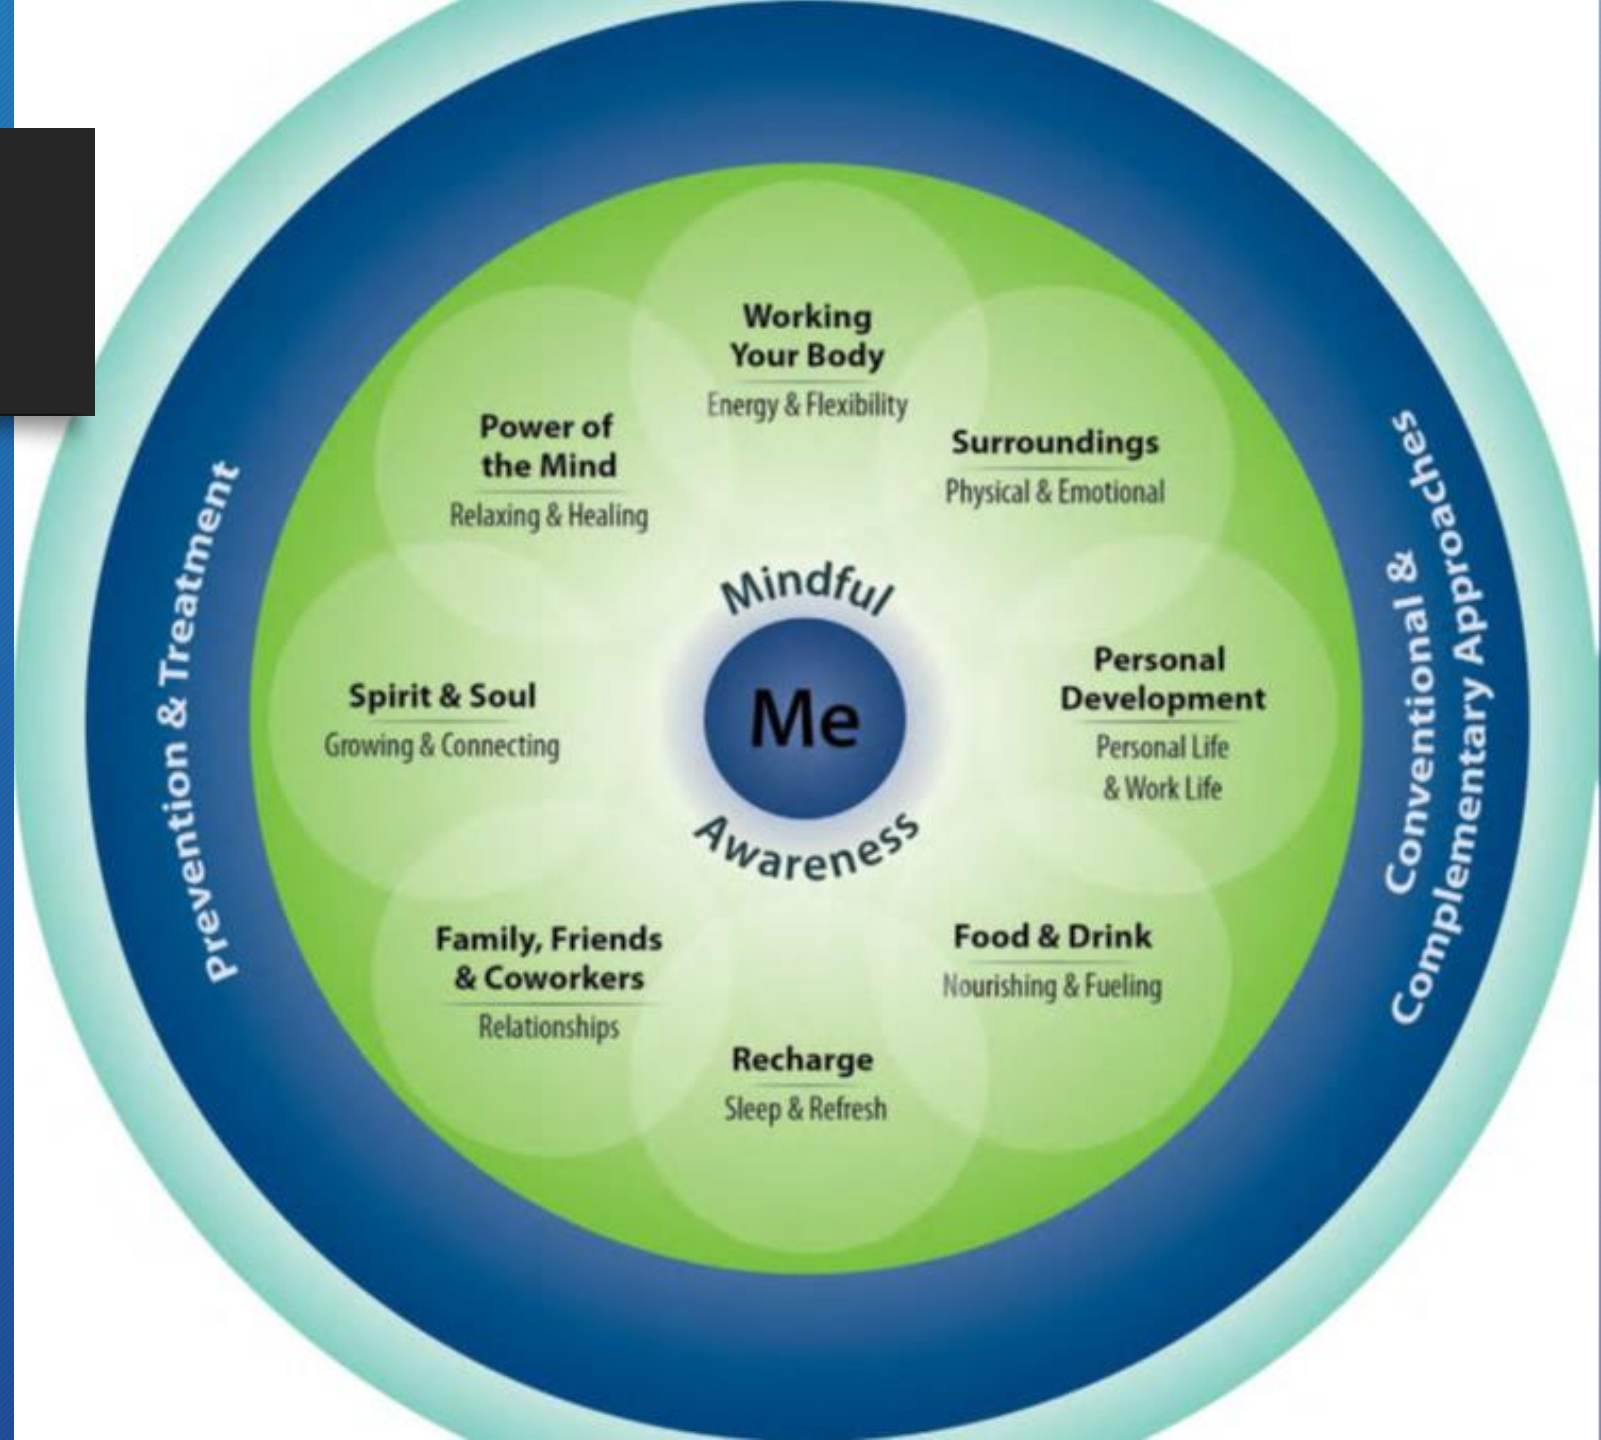 Working
Your Body
Energy & Flexibility
Surroundings
Physical & Emotional
Personal
Development
Personal Life
& Work Life
Food & Drink
Nourishing & Fueling
Recharge
Sleep & Refresh
Family, Friends
& Coworkers
Relationships
Spirit & Soul
Growing & Connecting
Power of
the Mind
Relaxing & Healing
Mindful
Me
Awareness
Prevention & Treatment
Conventional &
Complementary Approaches